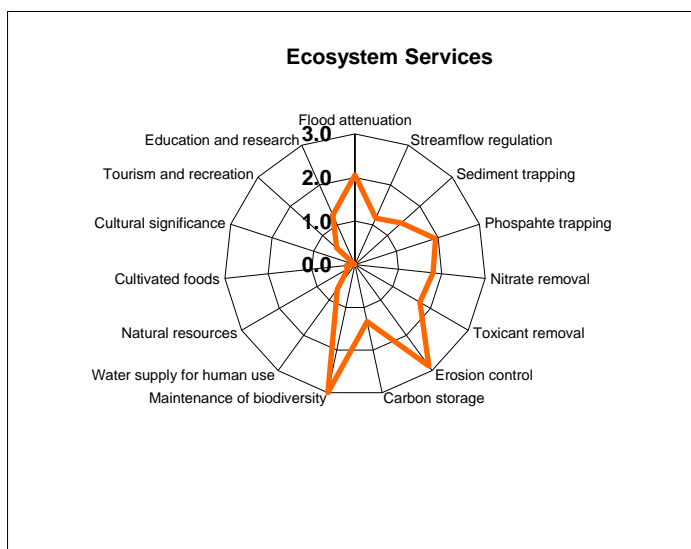 Ecosystem Services
Flood attenuation
3.0
Education and research
Streamflow regulation
Tourism and recreation
2.0
Sediment trapping
Cultural significance
1.0
Phospahte trapping
Cultivated foods
0.0
Nitrate removal
Natural resources
Toxicant removal
Water supply for human use
Erosion control
Maintenance of biodiversity
Carbon storage